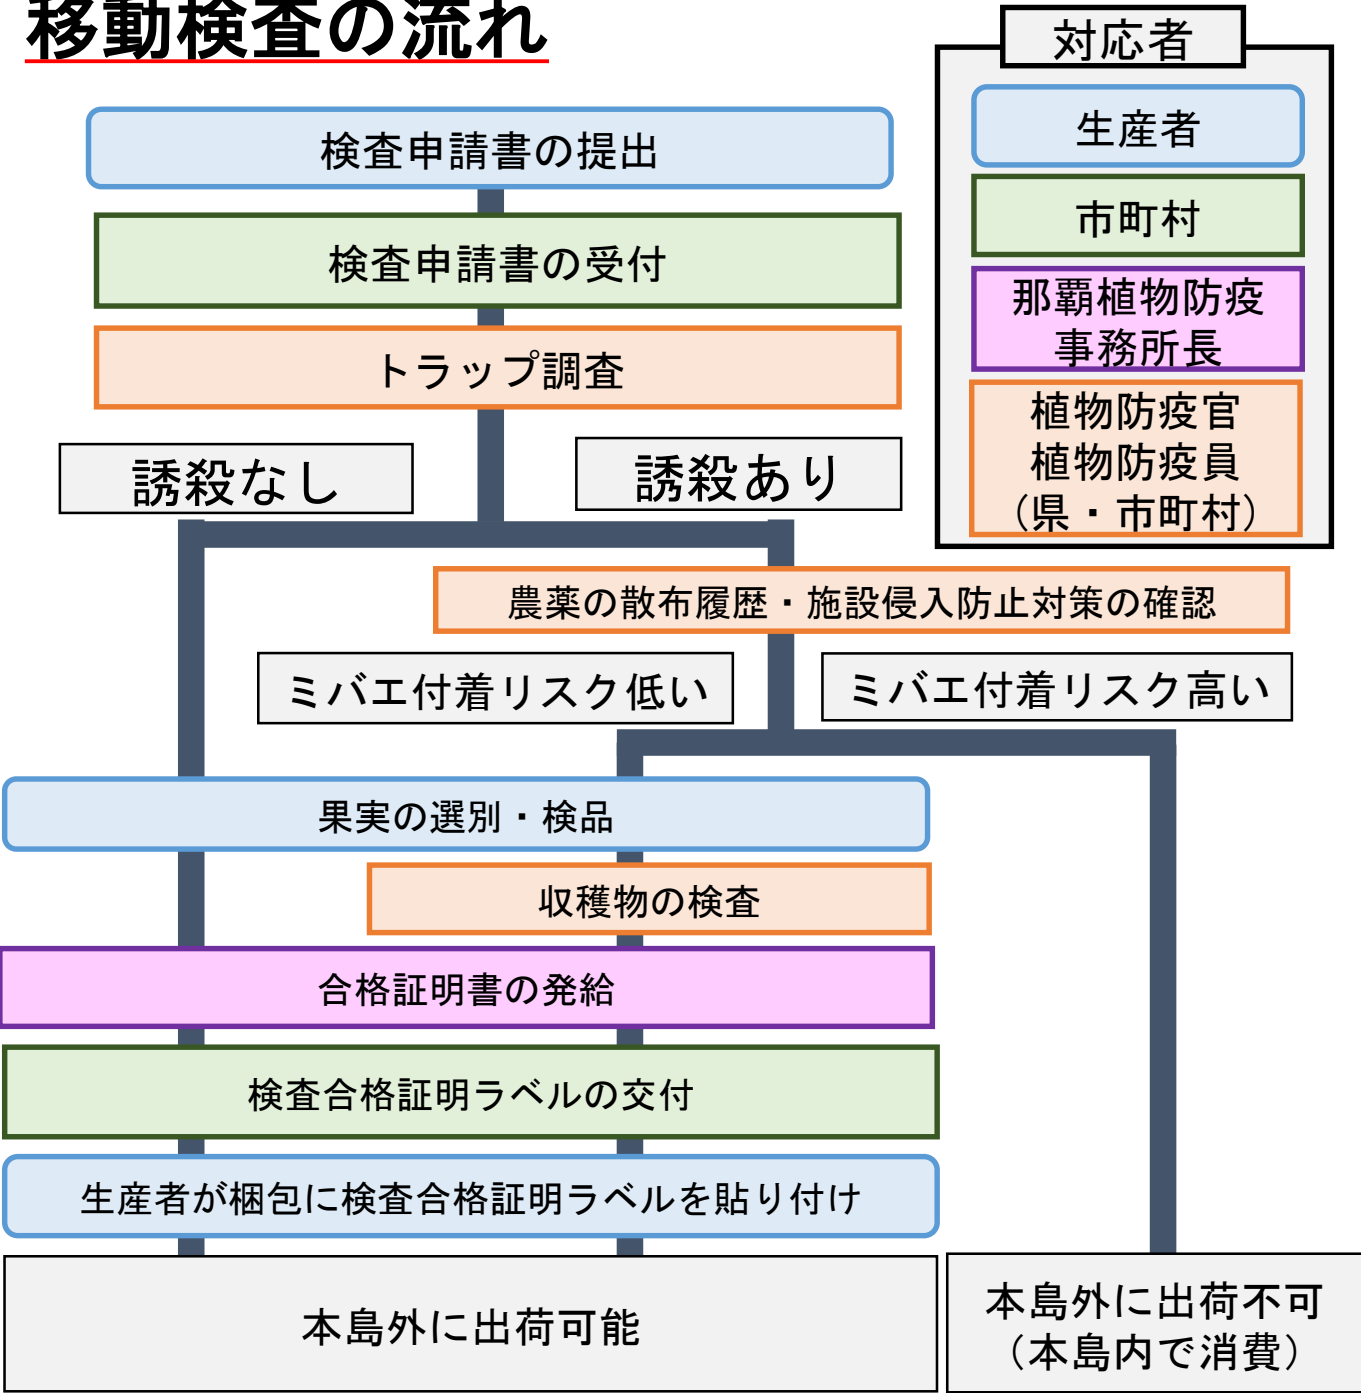 移動検査の流れ
対応者
生産者
市町村
那覇植物防疫
事務所長
植物防疫官
植物防疫員
（県・市町村）
検査申請書の提出
検査申請書の受付
トラップ調査
誘殺なし
誘殺あり
農薬の散布履歴・施設侵入防止対策の確認
ミバエ付着リスク低い
ミバエ付着リスク高い
果実の選別・検品
収穫物の検査
合格証明書の発給
検査合格証明ラベルの交付
生産者が梱包に検査合格証明ラベルを貼り付け
本島外に出荷可能
本島外に出荷不可
（本島内で消費）